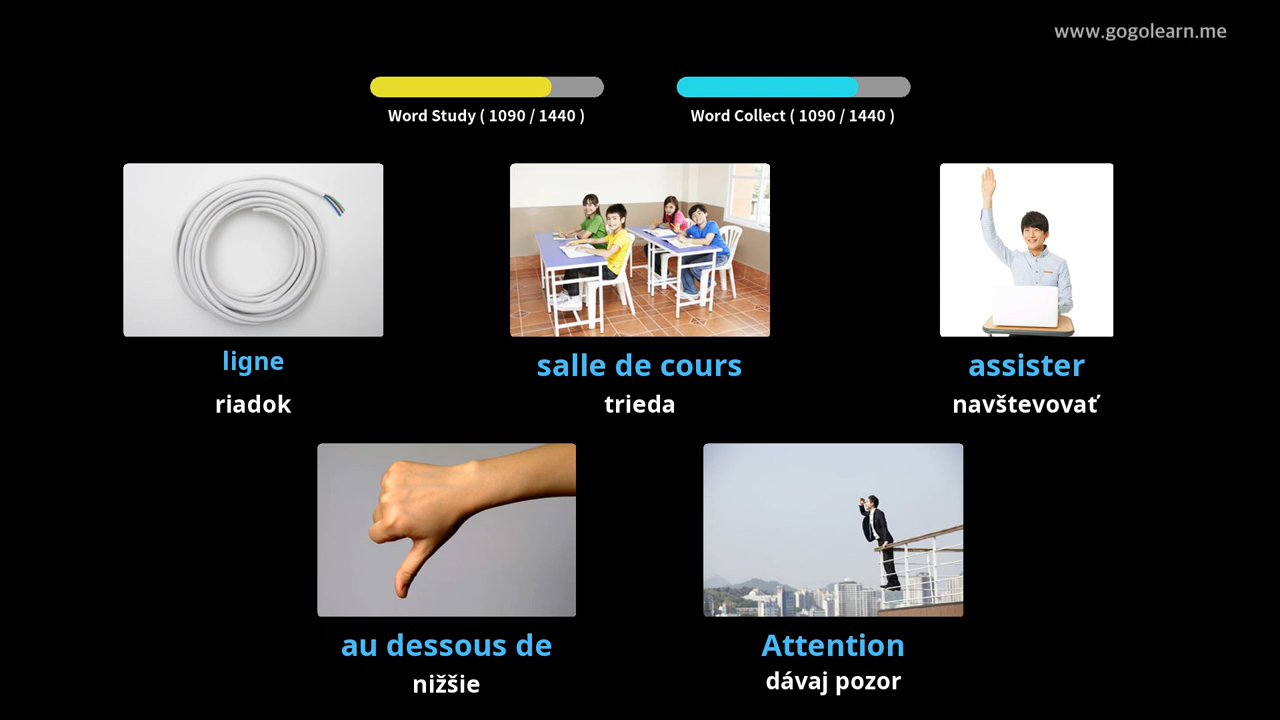 www.gogolearn.me
Word Study ( 1090 / 1440 )
Word Collect ( 1090 / 1440 )
ligne
riadok
salle de cours
trieda
assister
navštevovať
au dessous de
nižšie
Attention
dávaj pozor